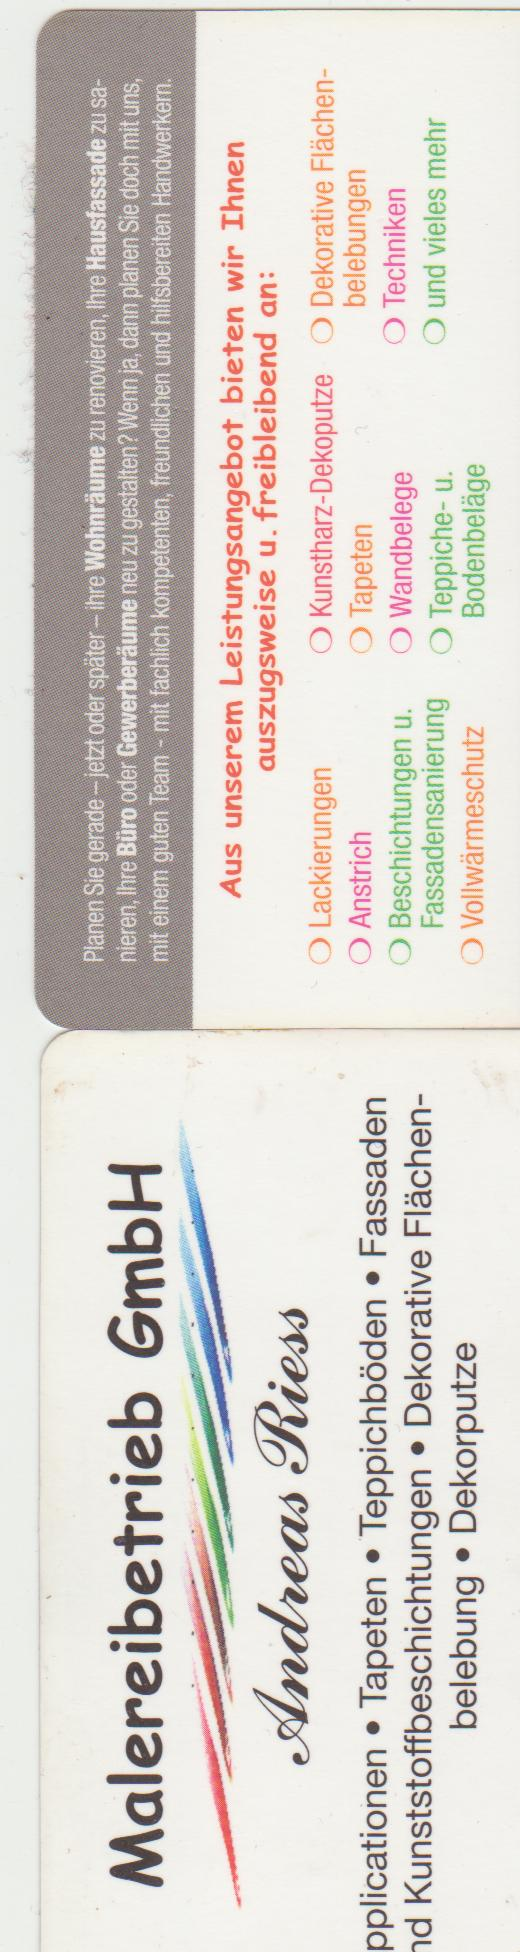 Planen Sie gerade – jetzt oder später – ihre Wohnräume zu renovieren, Ihre Hausfassade zu sa-
nieren, Ihre Büro oder Gewerberäume neu zu gestalten? Wenn ja, dann planen Sie doch mit uns,
mit einem guten Team - mit fachlich kompetenten, freundlichen und hilfsbereiten Handwerkern.
Aus unserem Leistungsangebot bieten wir Ihnen
auszugsweise u. freibleibend an:
Lackierungen
Anstrich
Beschichtungen u.
Fassadensanierung
Vollwärmeschutz
Kunstharz-Dekoputze
Tapeten
Wandbelege
Teppiche- u.
Bodenbeläge
Dekorative Flächen-
belebungen
Techniken
und vieles mehr
Malereibetrieb GmbH
Andreas Riess
pplicationen • Tapeten • Teppichböden • Fassaden
nd Kunststoffbeschichtungen • Dekorative Flächen-
belebung • Dekorputze